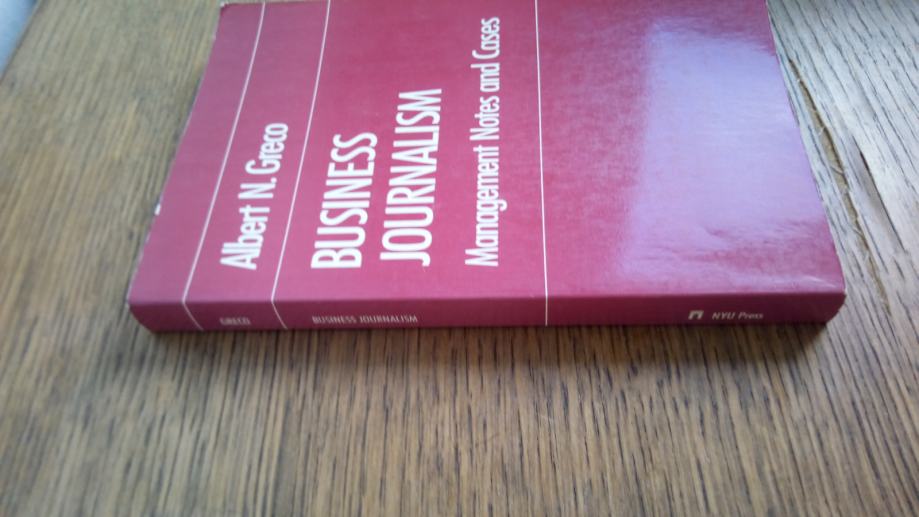 Albert N. Greco
BUSINESS
JOURNALISM
Management Notes and Cases
GRECO
BUSINESS JOURNALISM
NYU Press